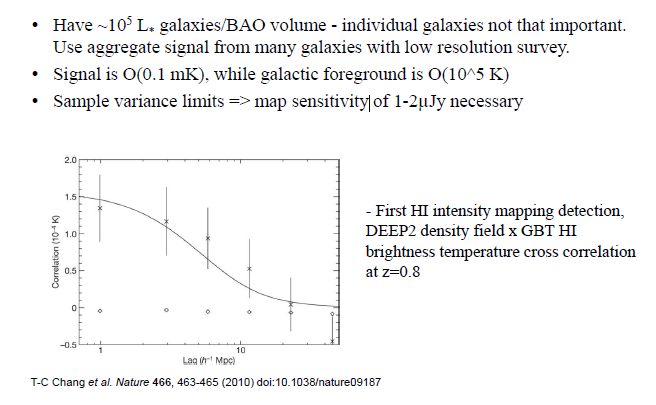 • Have ~10⁵ L* galaxies/BAO volume - individual galaxies not that important.
Use aggregate signal from many galaxies with low resolution survey.
• Signal is O(0.1 mK), while galactic foreground is O(10^5 K)
• Sample variance limits => map sensitivity of 1-2μJy necessary
2.0
1.5
1.0
0.5
0
-0.5
Correlation (10⁻⁴ K)
1
10
Lag (h⁻¹ Mpc)
- First HI intensity mapping detection,
DEEP2 density field x GBT HI
brightness temperature cross correlation
at z=0.8
T-C Chang et al. Nature 466, 463-465 (2010) doi:10.1038/nature09187